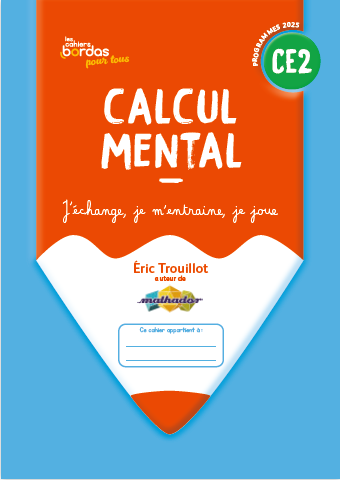 les
cahiers
bordas
pour tous
PROGRAMMES 2025
CE2
CALCUL
MENTAL
J'échange, je m'entraine, je joue
Éric Trouillot
auteur de
mathador
Ce cahier appartient à :